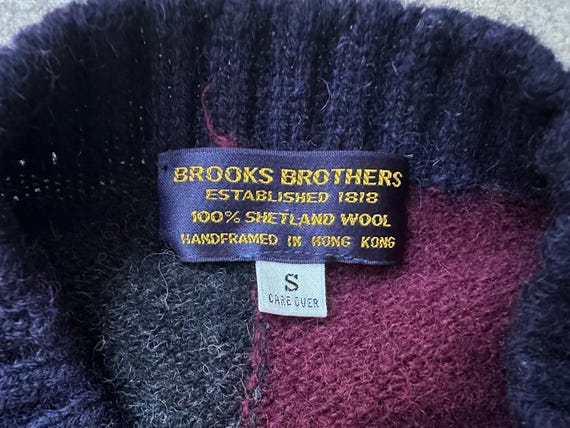 BROOKS BROTHERS
ESTABLISHED 1818
100% SHETLAND WOOL
HANDFRAMED IN HONG KONG
S
CARE OVER